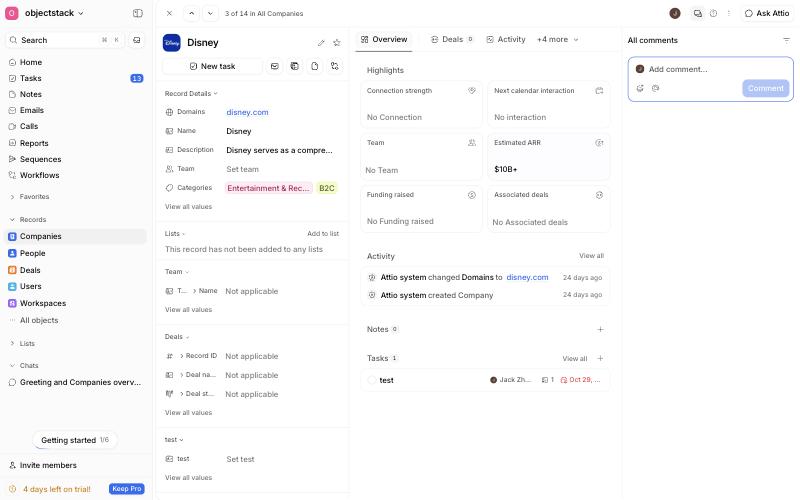 objectstack
Search
⌘
K
Home
Tasks
13
Notes
Emails
Calls
Reports
Sequences
Workflows
Favorites
Records
Companies
People
Deals
Users
Workspaces
All objects
Lists
Chats
Greeting and Companies overv...
Getting started 1/6
Invite members
4 days left on trial!
Keep Pro
3 of 14 in All Companies
Ask Attio
Disney
Disney
New task
Record Details
Domains
disney.com
Name
Disney
Description
Disney serves as a compre...
Team
Set team
Categories
Entertainment & Rec...
B2C
View all values
Lists
Add to list
This record has not been added to any lists
Team
T... > Name
Not applicable
View all values
Deals
Record ID
Not applicable
Deal na...
Not applicable
Deal st...
Not applicable
View all values
test
test
Set test
View all values
Overview
Deals 0
Activity
+4 more
Highlights
Connection strength
No Connection
Next calendar interaction
No interaction
Team
No Team
Estimated ARR
$10B+
Funding raised
No Funding raised
Associated deals
No Associated deals
Activity
View all
Attio system changed Domains to disney.com
24 days ago
Attio system created Company
24 days ago
Notes 0
Tasks 1
View all
test
J
Jack Zh...
1
Oct 29, ...
J
All comments
J
Add comment...
Comment